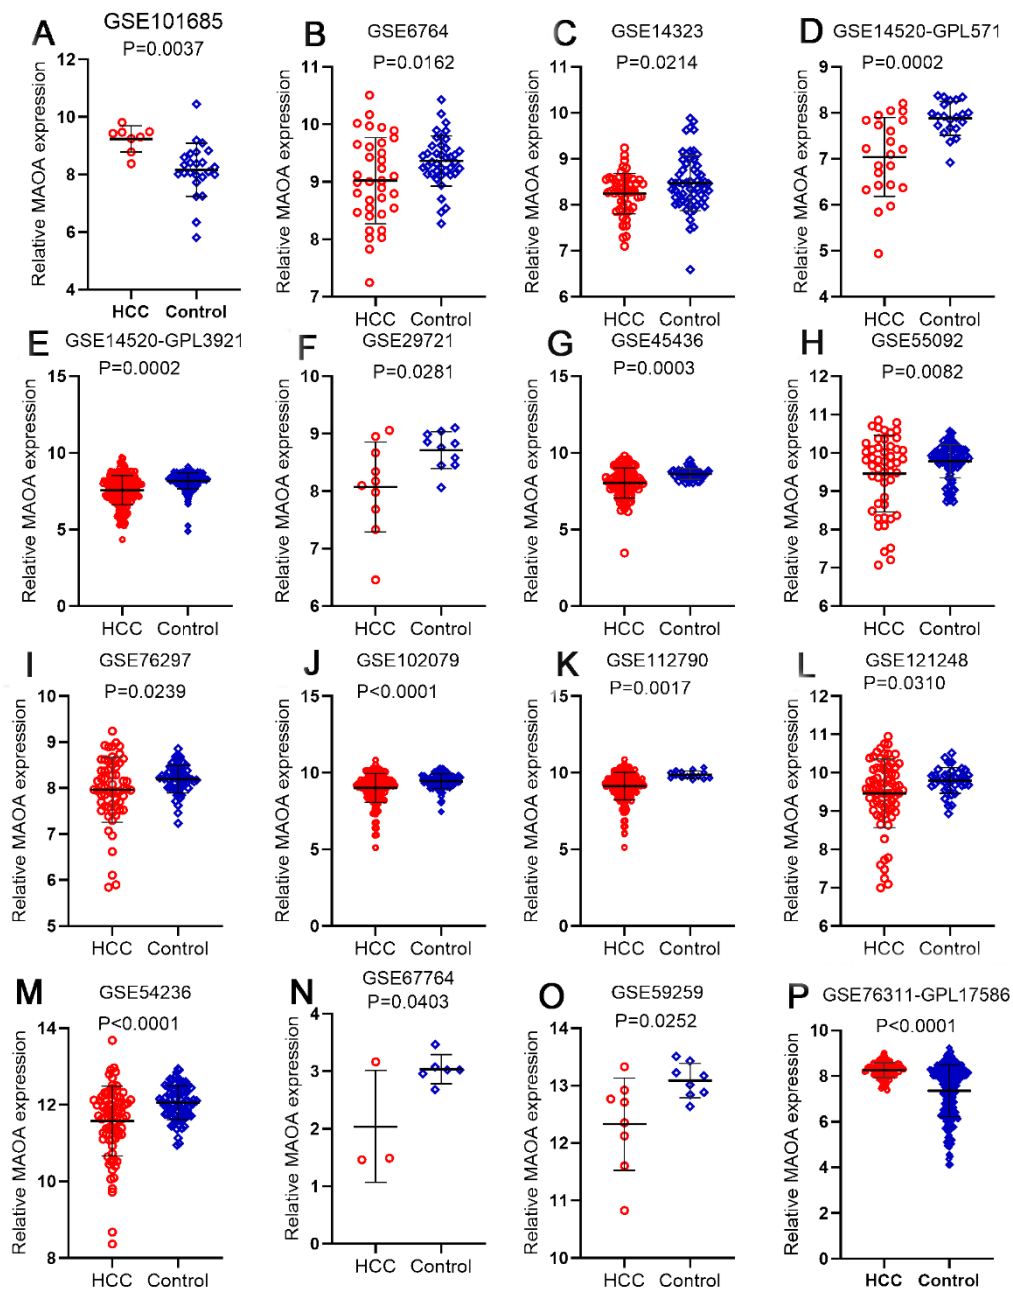 A
GSE101685
P=0.0037
Relative MAOA expression
12
10
8
6
4
HCC
Control
B
GSE6764
P=0.0162
Relative MAOA expression
11
10
9
8
7
HCC
Control
C
GSE14323
P=0.0214
Relative MAOA expression
11
10
9
8
7
6
HCC
Control
D
GSE14520-GPL571
P=0.0002
Relative MAOA expression
9
8
7
6
5
4
HCC
Control
E
GSE14520-GPL3921
P=0.0002
Relative MAOA expression
15
10
5
0
HCC
Control
F
GSE29721
P=0.0281
Relative MAOA expression
10
9
8
7
6
HCC
Control
G
GSE45436
P=0.0003
Relative MAOA expression
15
10
5
0
HCC
Control
H
GSE55092
P=0.0082
Relative MAOA expression
12
11
10
9
8
7
6
HCC
Control
I
GSE76297
P=0.0239
Relative MAOA expression
10
9
8
7
6
5
HCC
Control
J
GSE102079
P<0.0001
Relative MAOA expression
15
10
5
0
HCC
Control
K
GSE112790
P=0.0017
Relative MAOA expression
15
10
5
0
HCC
Control
L
GSE121248
P=0.0310
Relative MAOA expression
12
11
10
9
8
7
6
HCC
Control
M
GSE54236
P<0.0001
Relative MAOA expression
14
12
10
8
HCC
Control
N
GSE67764
P=0.0403
Relative MAOA expression
4
3
2
1
0
HCC
Control
O
GSE59259
P=0.0252
Relative MAOA expression
14
13
12
11
10
HCC
Control
P
GSE76311-GPL17586
P<0.0001
Relative MAOA expression
10
8
6
4
2
0
HCC
Control